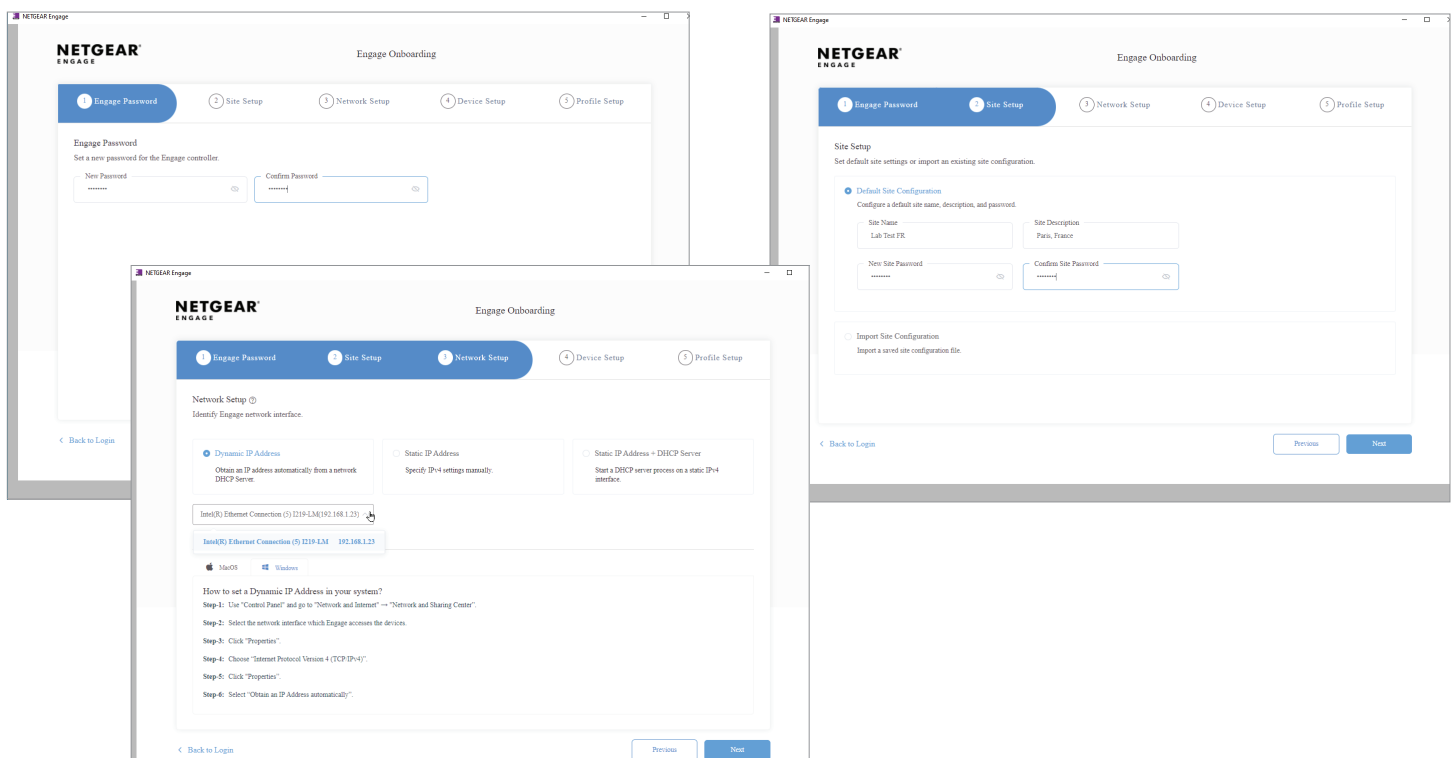 NETGEAR Engage
NETGEAR
ENGAGE
Engage Onboarding
1 Engage Password
2 Site Setup
3 Network Setup
4 Device Setup
5 Profile Setup
Engage Password
Set a new password for the Engage controller.
New Password
••••••••
Confirm Password
••••••••
< Back to Login
NETGEAR Engage
NETGEAR
ENGAGE
Engage Onboarding
1 Engage Password
2 Site Setup
3 Network Setup
4 Device Setup
5 Profile Setup
Site Setup
Set default site settings or import an existing site configuration.
Default Site Configuration
Configure a default site name, description, and password.
Site Name
Lab Test FR
Site Description
Paris, France
New Site Password
••••••••
Confirm Site Password
••••••••
Import Site Configuration
Import a saved site configuration file.
< Back to Login
Previous
Next
NETGEAR Engage
NETGEAR
ENGAGE
Engage Onboarding
1 Engage Password
2 Site Setup
3 Network Setup
4 Device Setup
5 Profile Setup
Network Setup ?
Identify Engage network interface.
Dynamic IP Address
Obtain an IP address automatically from a network
DHCP Server.
Static IP Address
Specify IPv4 settings manually.
Static IP Address + DHCP Server
Start a DHCP server process on a static IPv4
interface.
Intel(R) Ethernet Connection (5) I219-LM(192.168.1.23)
Intel(R) Ethernet Connection (5) I219-LM 192.168.1.23
MacOS
Windows
How to set a Dynamic IP Address in your system?
Step-1: Use "Control Panel" and go to "Network and Internet" → "Network and Sharing Center".
Step-2: Select the network interface which Engage accesses the devices.
Step-3: Click "Properties".
Step-4: Choose "Internet Protocol Version 4 (TCP/IPv4)".
Step-5: Click "Properties".
Step-6: Select "Obtain an IP Address automatically".
< Back to Login
Previous
Next